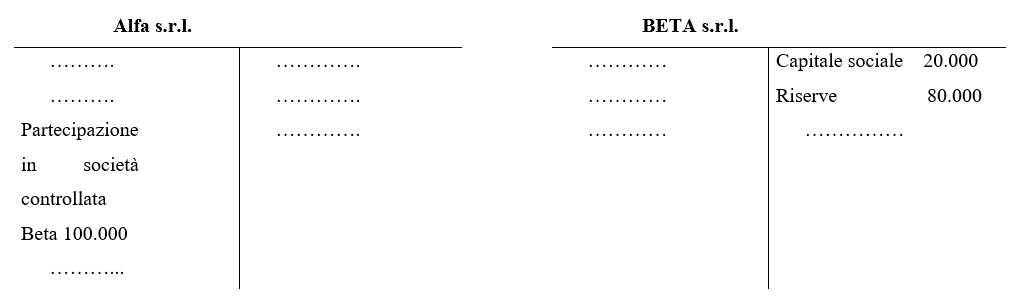 Alfa s.r.l.
……….
………….
……….
………….
Partecipazione
………….
in società
controllata
Beta 100.000
………...
BETA s.r.l.
…………
Capitale sociale 20.000
…………
Riserve 80.000
…………
……………